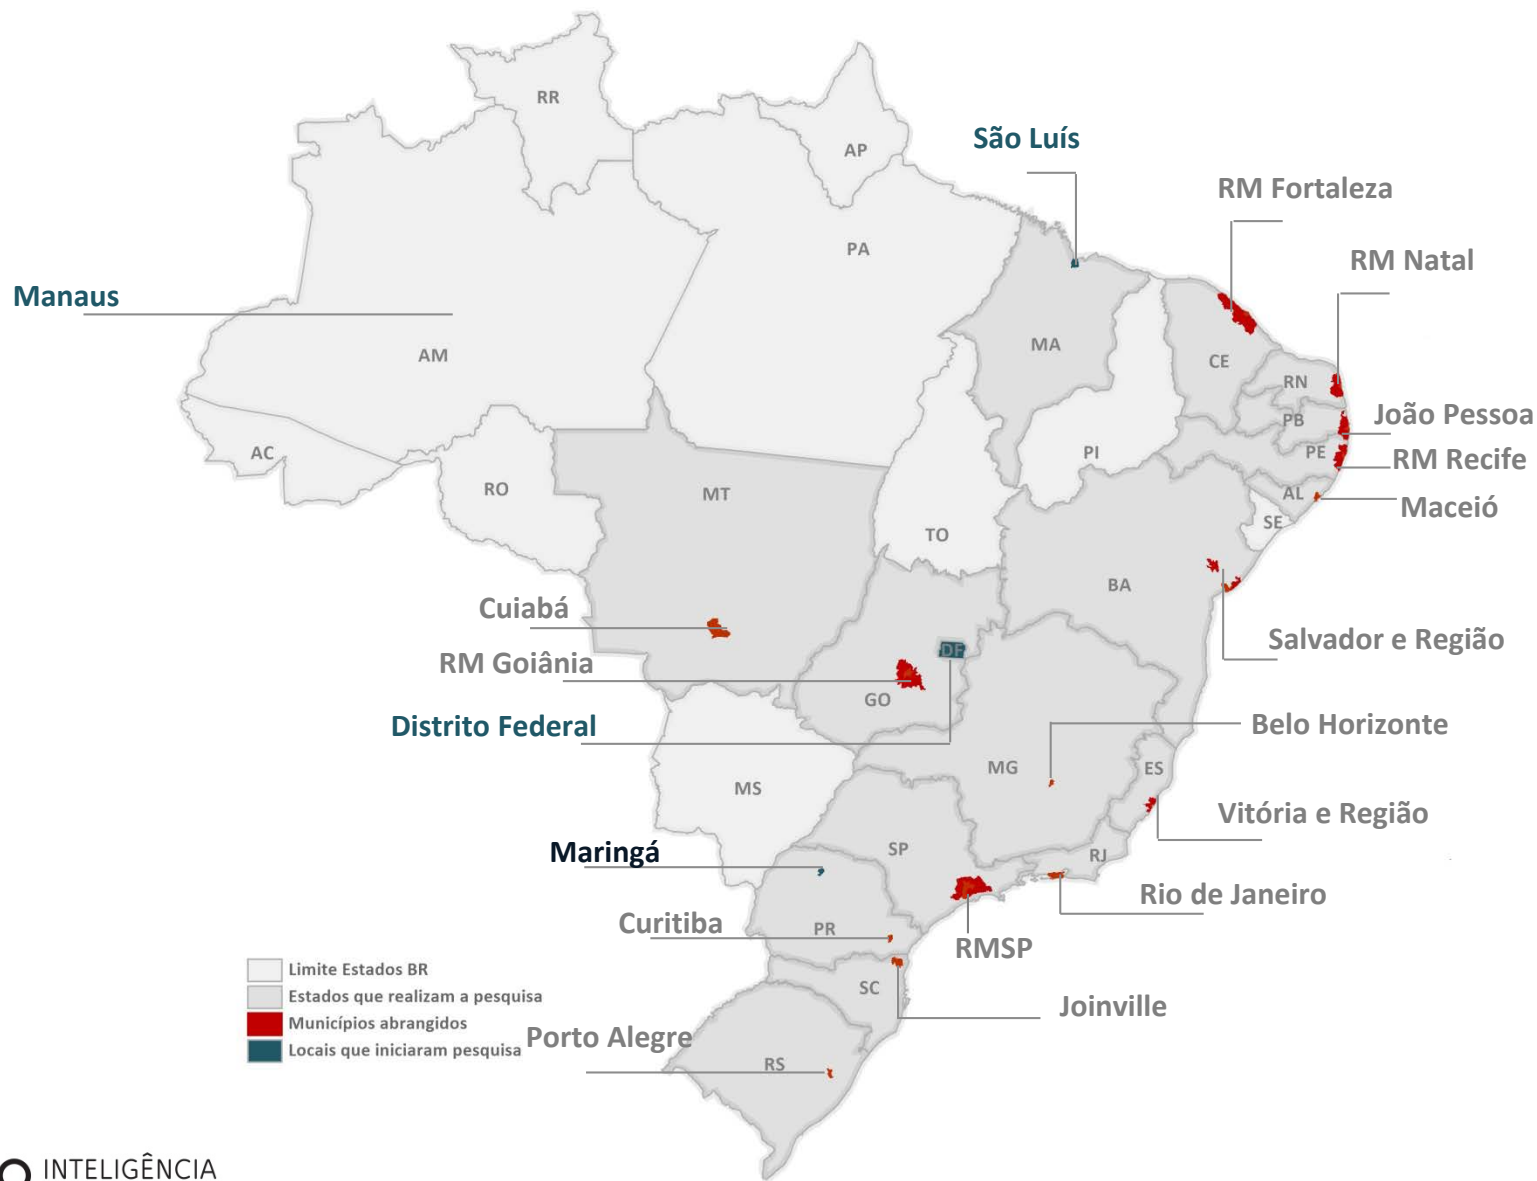 RR
AP
São Luís
RM Fortaleza
PA
RM Natal
Manaus
MA
AM
CE
RN
João Pessoa
PB
AC
PI
PE
RM Recife
RO
MT
AL
Maceió
SE
TO
BA
Cuiabá
Salvador e Região
DF
RM Goiânia
GO
Distrito Federal
Belo Horizonte
MG
ES
MS
Vitória e Região
Maringá
SP
RJ
Rio de Janeiro
Curitiba
PR
RMSP
Limite Estados BR
SC
Estados que realizam a pesquisa
Joinville
Municípios abrangidos
Porto Alegre
Locais que iniciaram pesquisa
RS
INTELIGÊNCIA